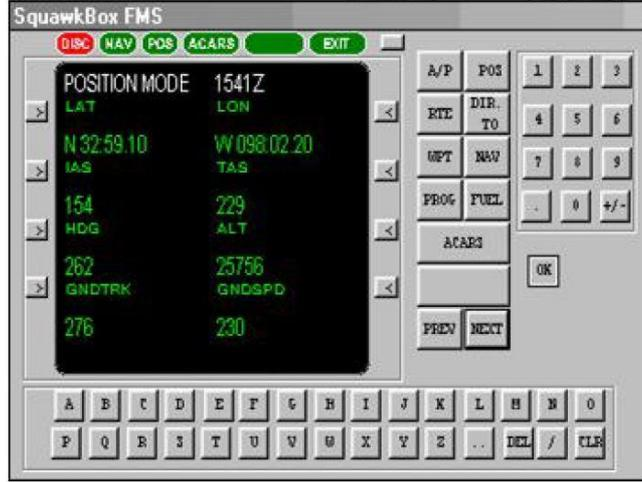 SquawkBox FMS
DISC NAV POS ACARS EXIT
POSITION MODE 1541Z
LAT LON
N 32:59.10 W 098:02.20
IAS TAS
154 229
HDG ALT
262 25756
GNDTRK GNDSPD
276 230
A/P POS
RTE DIR. TO
WPT NAV
PROG FUEL
ACARS
PREV NEXT
1 2 3
4 5 6
7 8 9
. 0 +/-
OK
A B C D E F G H I J K L M N O
P Q R S T U V W X Y Z .. DEL / CLR